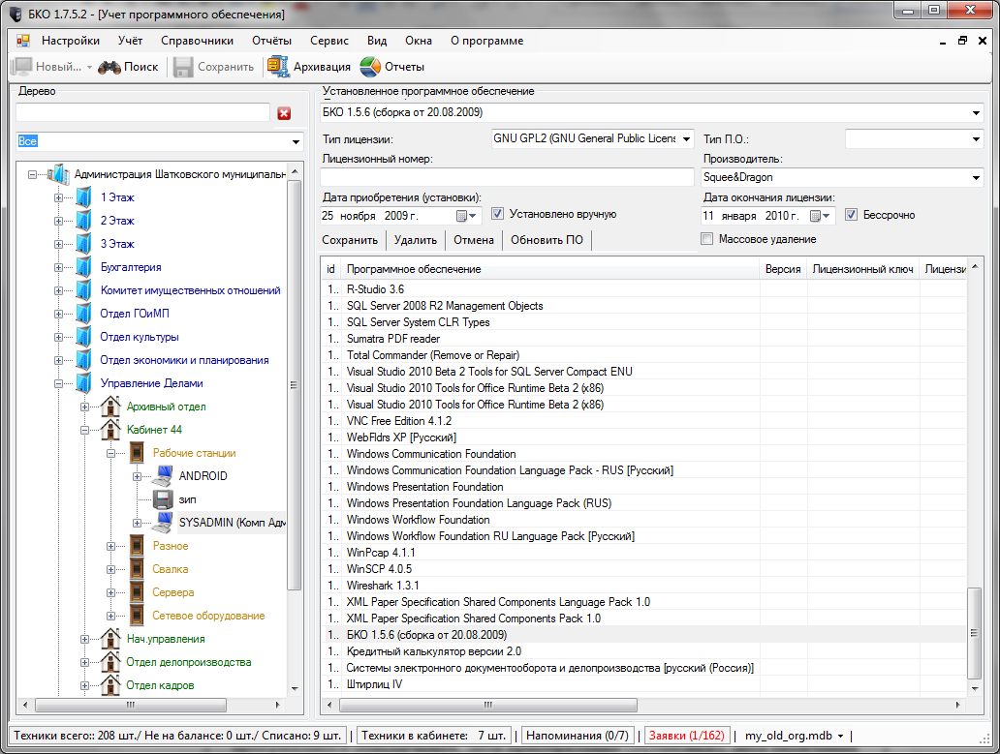 БКО 1.7.5.2 - [Учет программного обеспечения]
Настройки Учёт Справочники Отчёты Сервис Вид Окна О программе
Новый... Поиск Сохранить Архивация Отчеты
Дерево
Все
Администрация Шатковского муниципальн
1 Этаж
2 Этаж
3 Этаж
Бухгалтерия
Комитет имущественных отношений
Отдел ГОиМП
Отдел культуры
Отдел экономики и планирования
Управление Делами
Архивный отдел
Кабинет 44
Рабочие станции
ANDROID
зип
SYSADMIN (Комп Адм
Разное
Свалка
Сервера
Сетевое оборудование
Нач.управления
Отдел делопроизводства
Отдел кадров
Установленное программное обеспечение
БКО 1.5.6 (сборка от 20.08.2009)
Тип лицензии: GNU GPL2 (GNU General Public Licens Тип П.О.:
Лицензионный номер: Производитель:
Squee&Dragon
Дата приобретения (установки): Дата окончания лицензии:
25 ноября 2009 г. Установлено вручную 11 января 2010 г. Бессрочно
Сохранить Удалить Отмена Обновить ПО Массовое удаление
id Программное обеспечение Версия Лицензионный ключ Лицензи
1.. R-Studio 3.6
1.. SQL Server 2008 R2 Management Objects
1.. SQL Server System CLR Types
1.. Sumatra PDF reader
1.. Total Commander (Remove or Repair)
1.. Visual Studio 2010 Beta 2 Tools for SQL Server Compact ENU
1.. Visual Studio 2010 Tools for Office Runtime Beta 2 (x86)
1.. Visual Studio 2010 Tools for Office Runtime Beta 2 (x86)
1.. VNC Free Edition 4.1.2
1.. WebFldrs XP [Русский]
1.. Windows Communication Foundation
1.. Windows Communication Foundation Language Pack - RUS [Русский]
1.. Windows Presentation Foundation
1.. Windows Presentation Foundation Language Pack (RUS)
1.. Windows Workflow Foundation
1.. Windows Workflow Foundation RU Language Pack [Русский]
1.. WinPcap 4.1.1
1.. WinSCP 4.0.5
1.. Wireshark 1.3.1
1.. XML Paper Specification Shared Components Language Pack 1.0
1.. XML Paper Specification Shared Components Pack 1.0
1.. БКО 1.5.6 (сборка от 20.08.2009)
1.. Кредитный калькулятор версии 2.0
1.. Системы электронного документооборота и делопроизводства [русский (Россия)]
1.. Штирлиц IV
Техники всего:: 208 шт./ Не на балансе: 0 шт./ Списано: 9 шт. | Техники в кабинете: 7 шт. | Напоминания (0/7) | Заявки (1/162) | my_old_org.mdb |